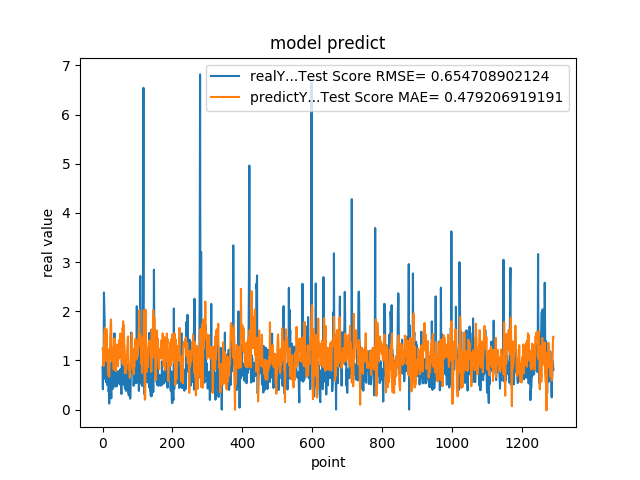 model predict
realY...Test Score RMSE= 0.654708902124
predictY...Test Score MAE= 0.479206919191
7
6
5
4
3
2
1
0
real value
0 200 400 600 800 1000 1200
point